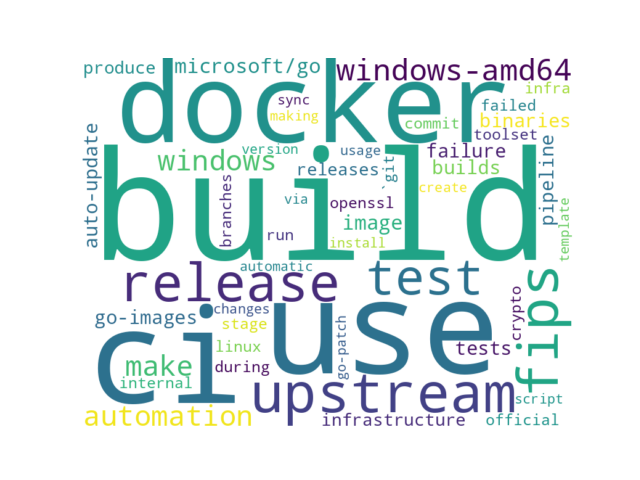 produce
microsoft/go
windows-amd64
docker
infra
sync
failed
making
commit
binaries
toolset
auto-update
version
usage
failure
windows
releases
`git
builds
pipeline
build
branches
via
openssl
create
image
run
install
template
release
automatic
test
fips
go-images
changes
stage
use
crypto
ci
linux
go-patch
tests
make
during
internal
upstream
script
automation
infrastructure
official